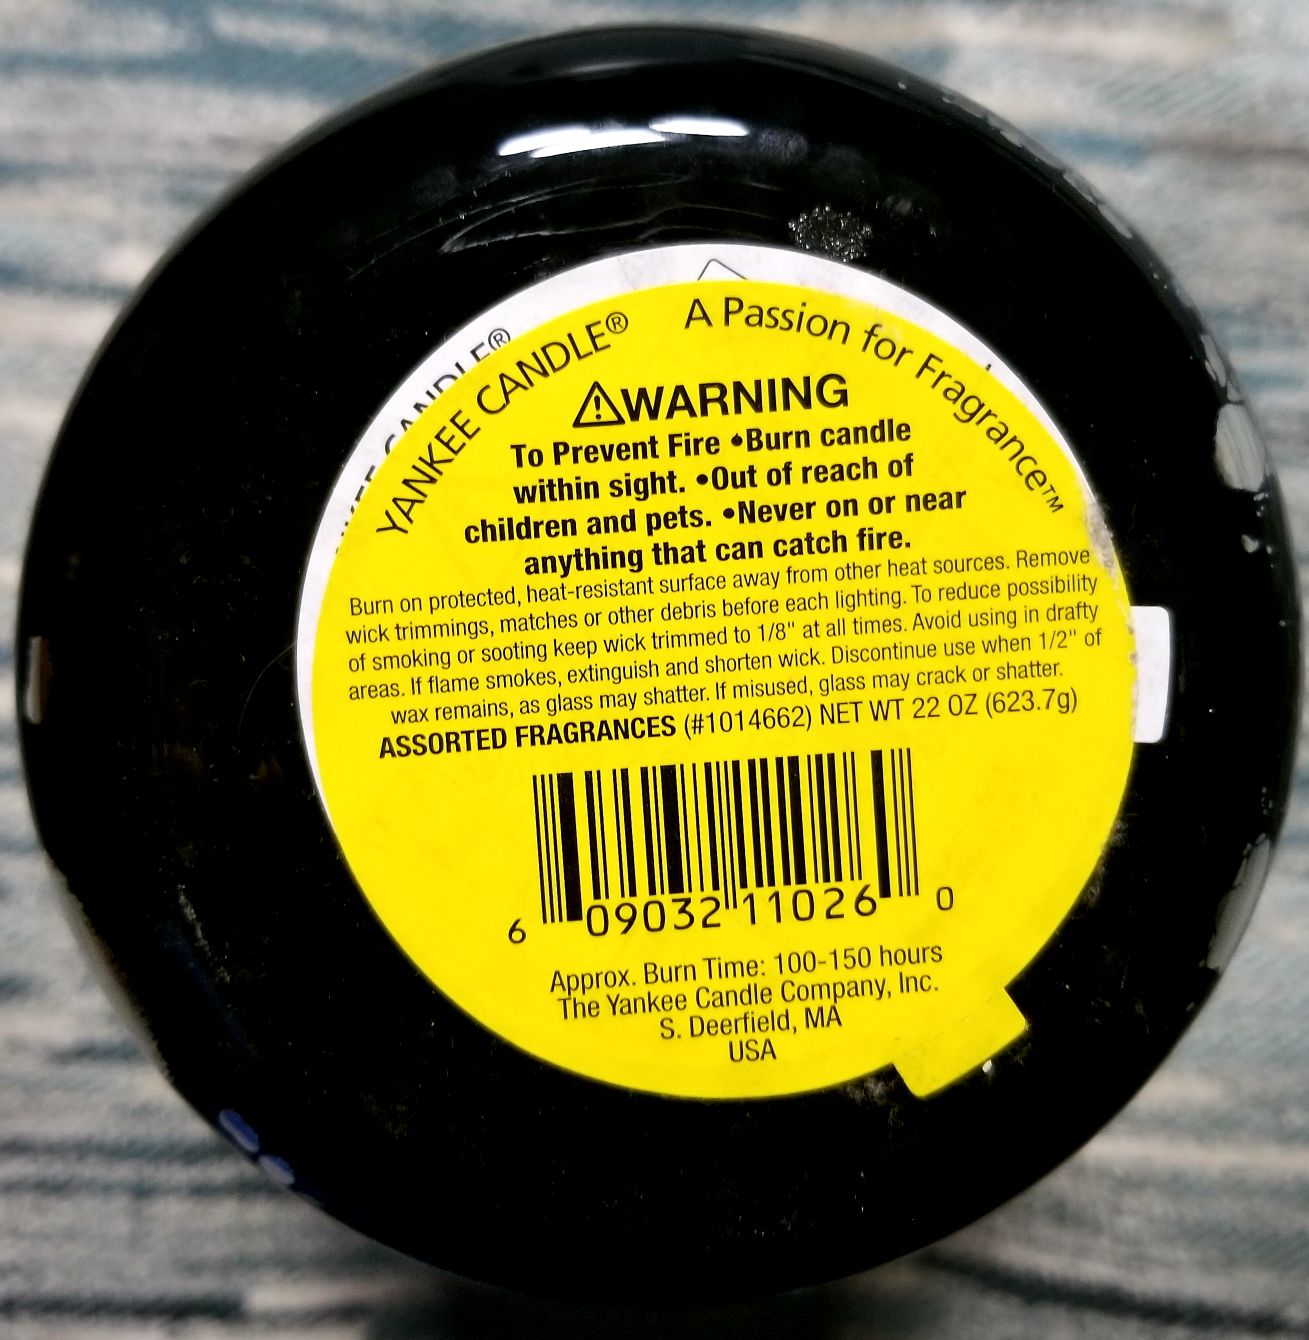 YANKEE CANDLE® A Passion for Fragrance™
CANDLE®
⚠WARNING
To Prevent Fire •Burn candle
within sight. •Out of reach of
children and pets. •Never on or near
anything that can catch fire.
Burn on protected, heat-resistant surface away from other heat sources. Remove
wick trimmings, matches or other debris before each lighting. To reduce possibility
of smoking or sooting keep wick trimmed to 1/8" at all times. Avoid using in drafty
areas. If flame smokes, extinguish and shorten wick. Discontinue use when 1/2" of
wax remains, as glass may shatter. If misused, glass may crack or shatter.
ASSORTED FRAGRANCES (#1014662) NET WT 22 OZ (623.7g)
6 09032 11026 0
Approx. Burn Time: 100-150 hours
The Yankee Candle Company, Inc.
S. Deerfield, MA
USA